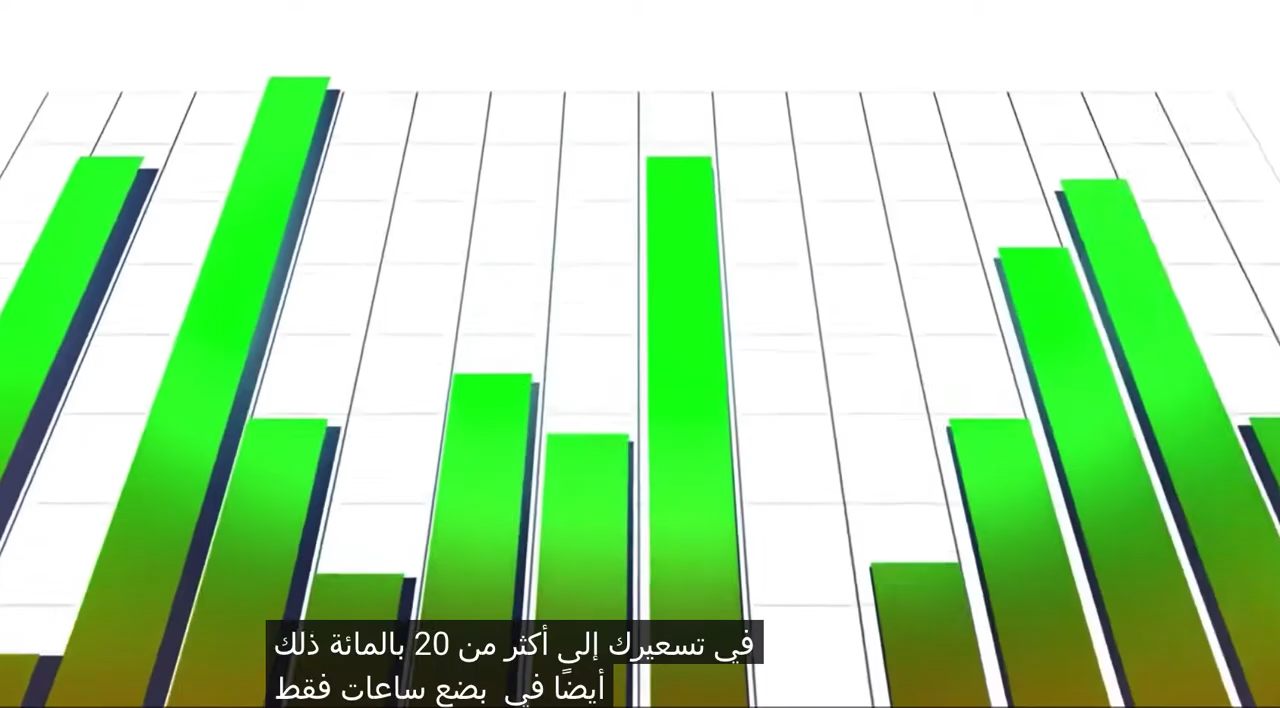 في تسعيرك إلى أكثر من 20 بالمائة ذلك
أيضًا في بضع ساعات فقط